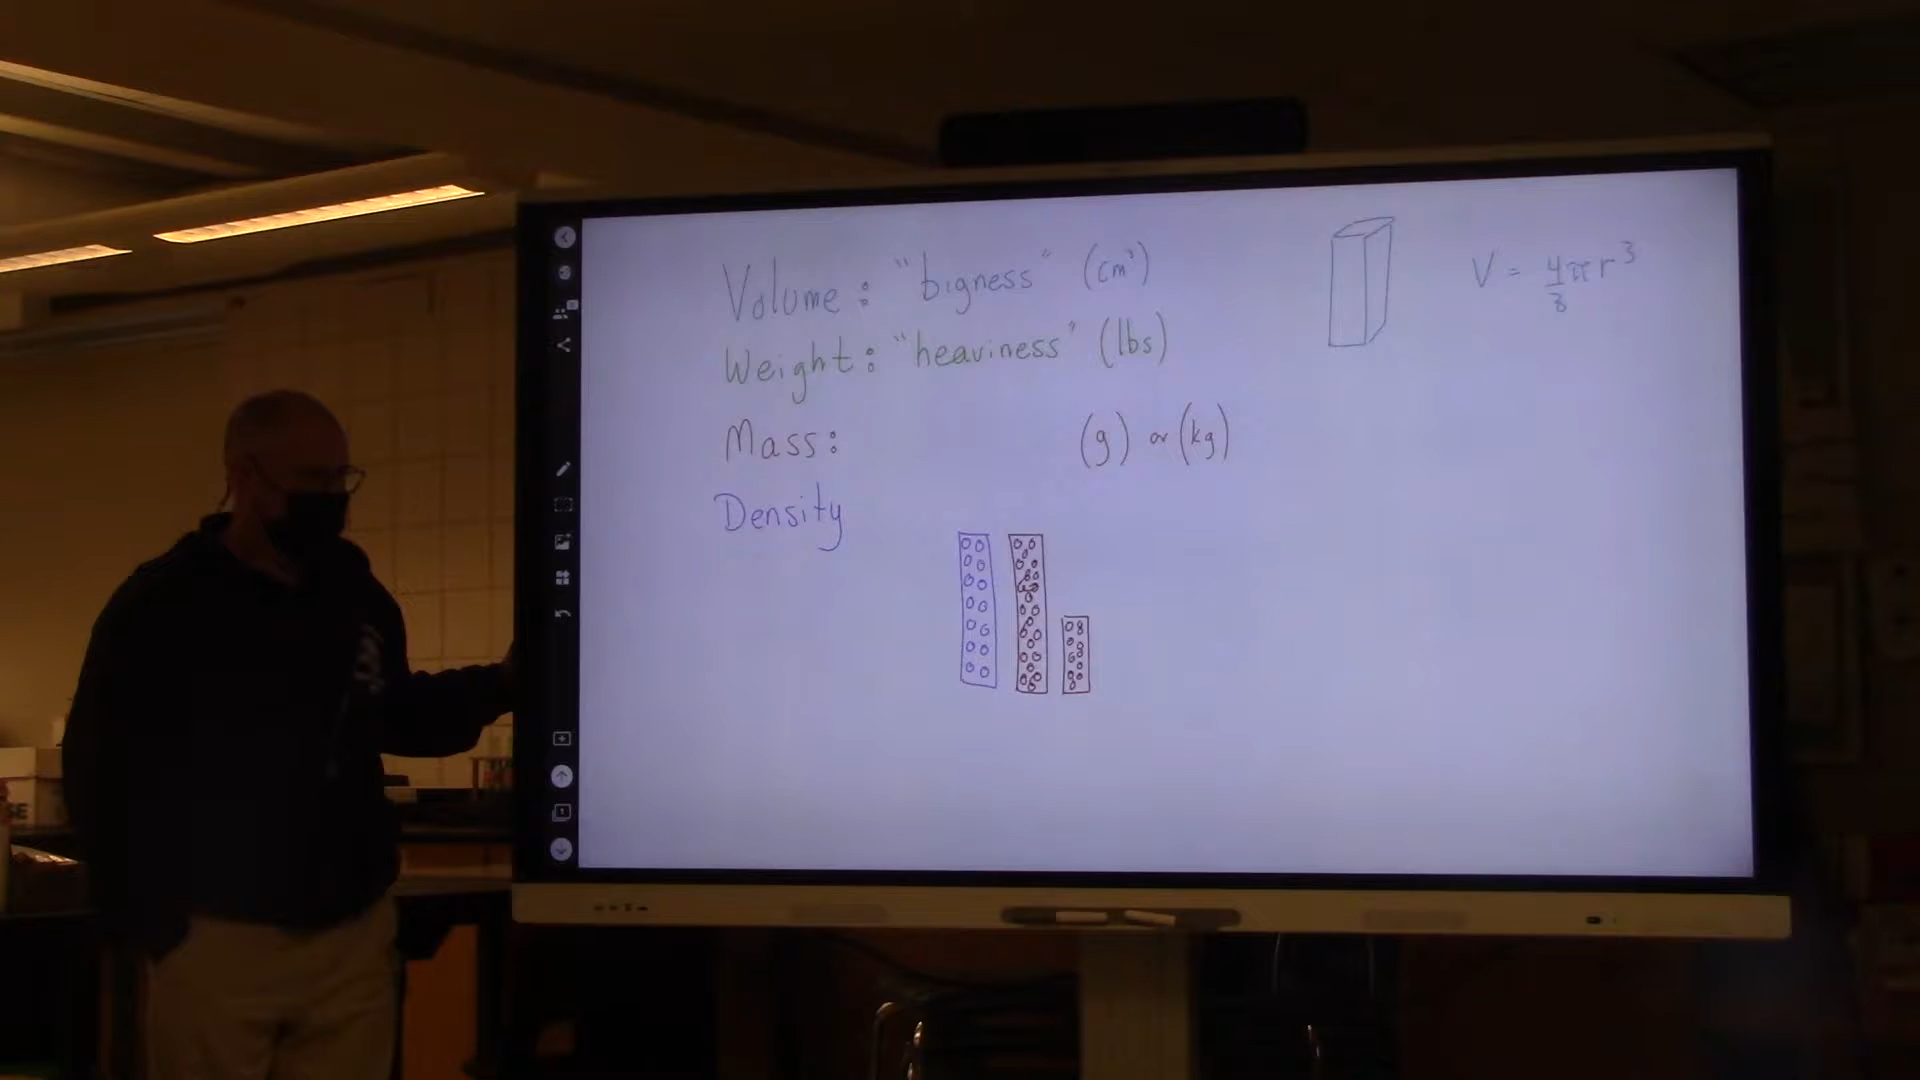 Volume: "bigness" (cm³)
V = 4/3 πr³
Weight: "heaviness" (lbs)
Mass: (g) or (kg)
Density